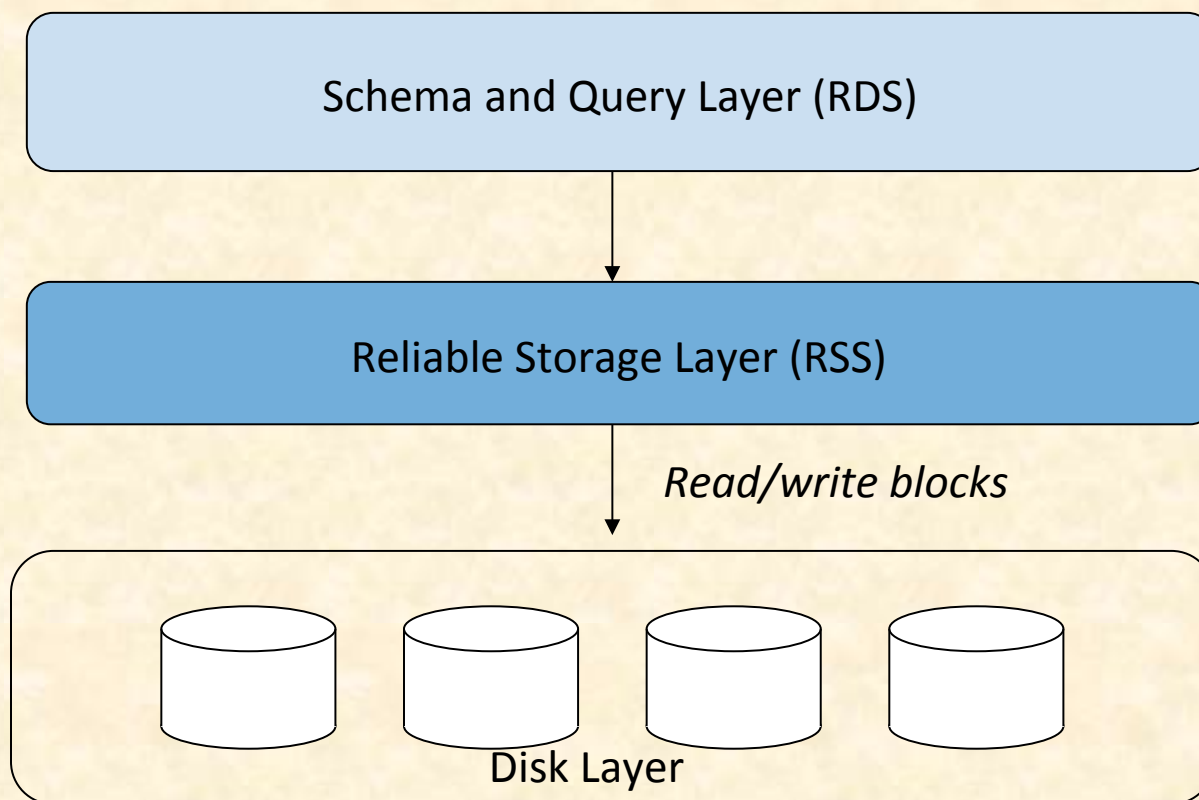 Schema and Query Layer (RDS)
Reliable Storage Layer (RSS)
Read/write blocks
Disk Layer